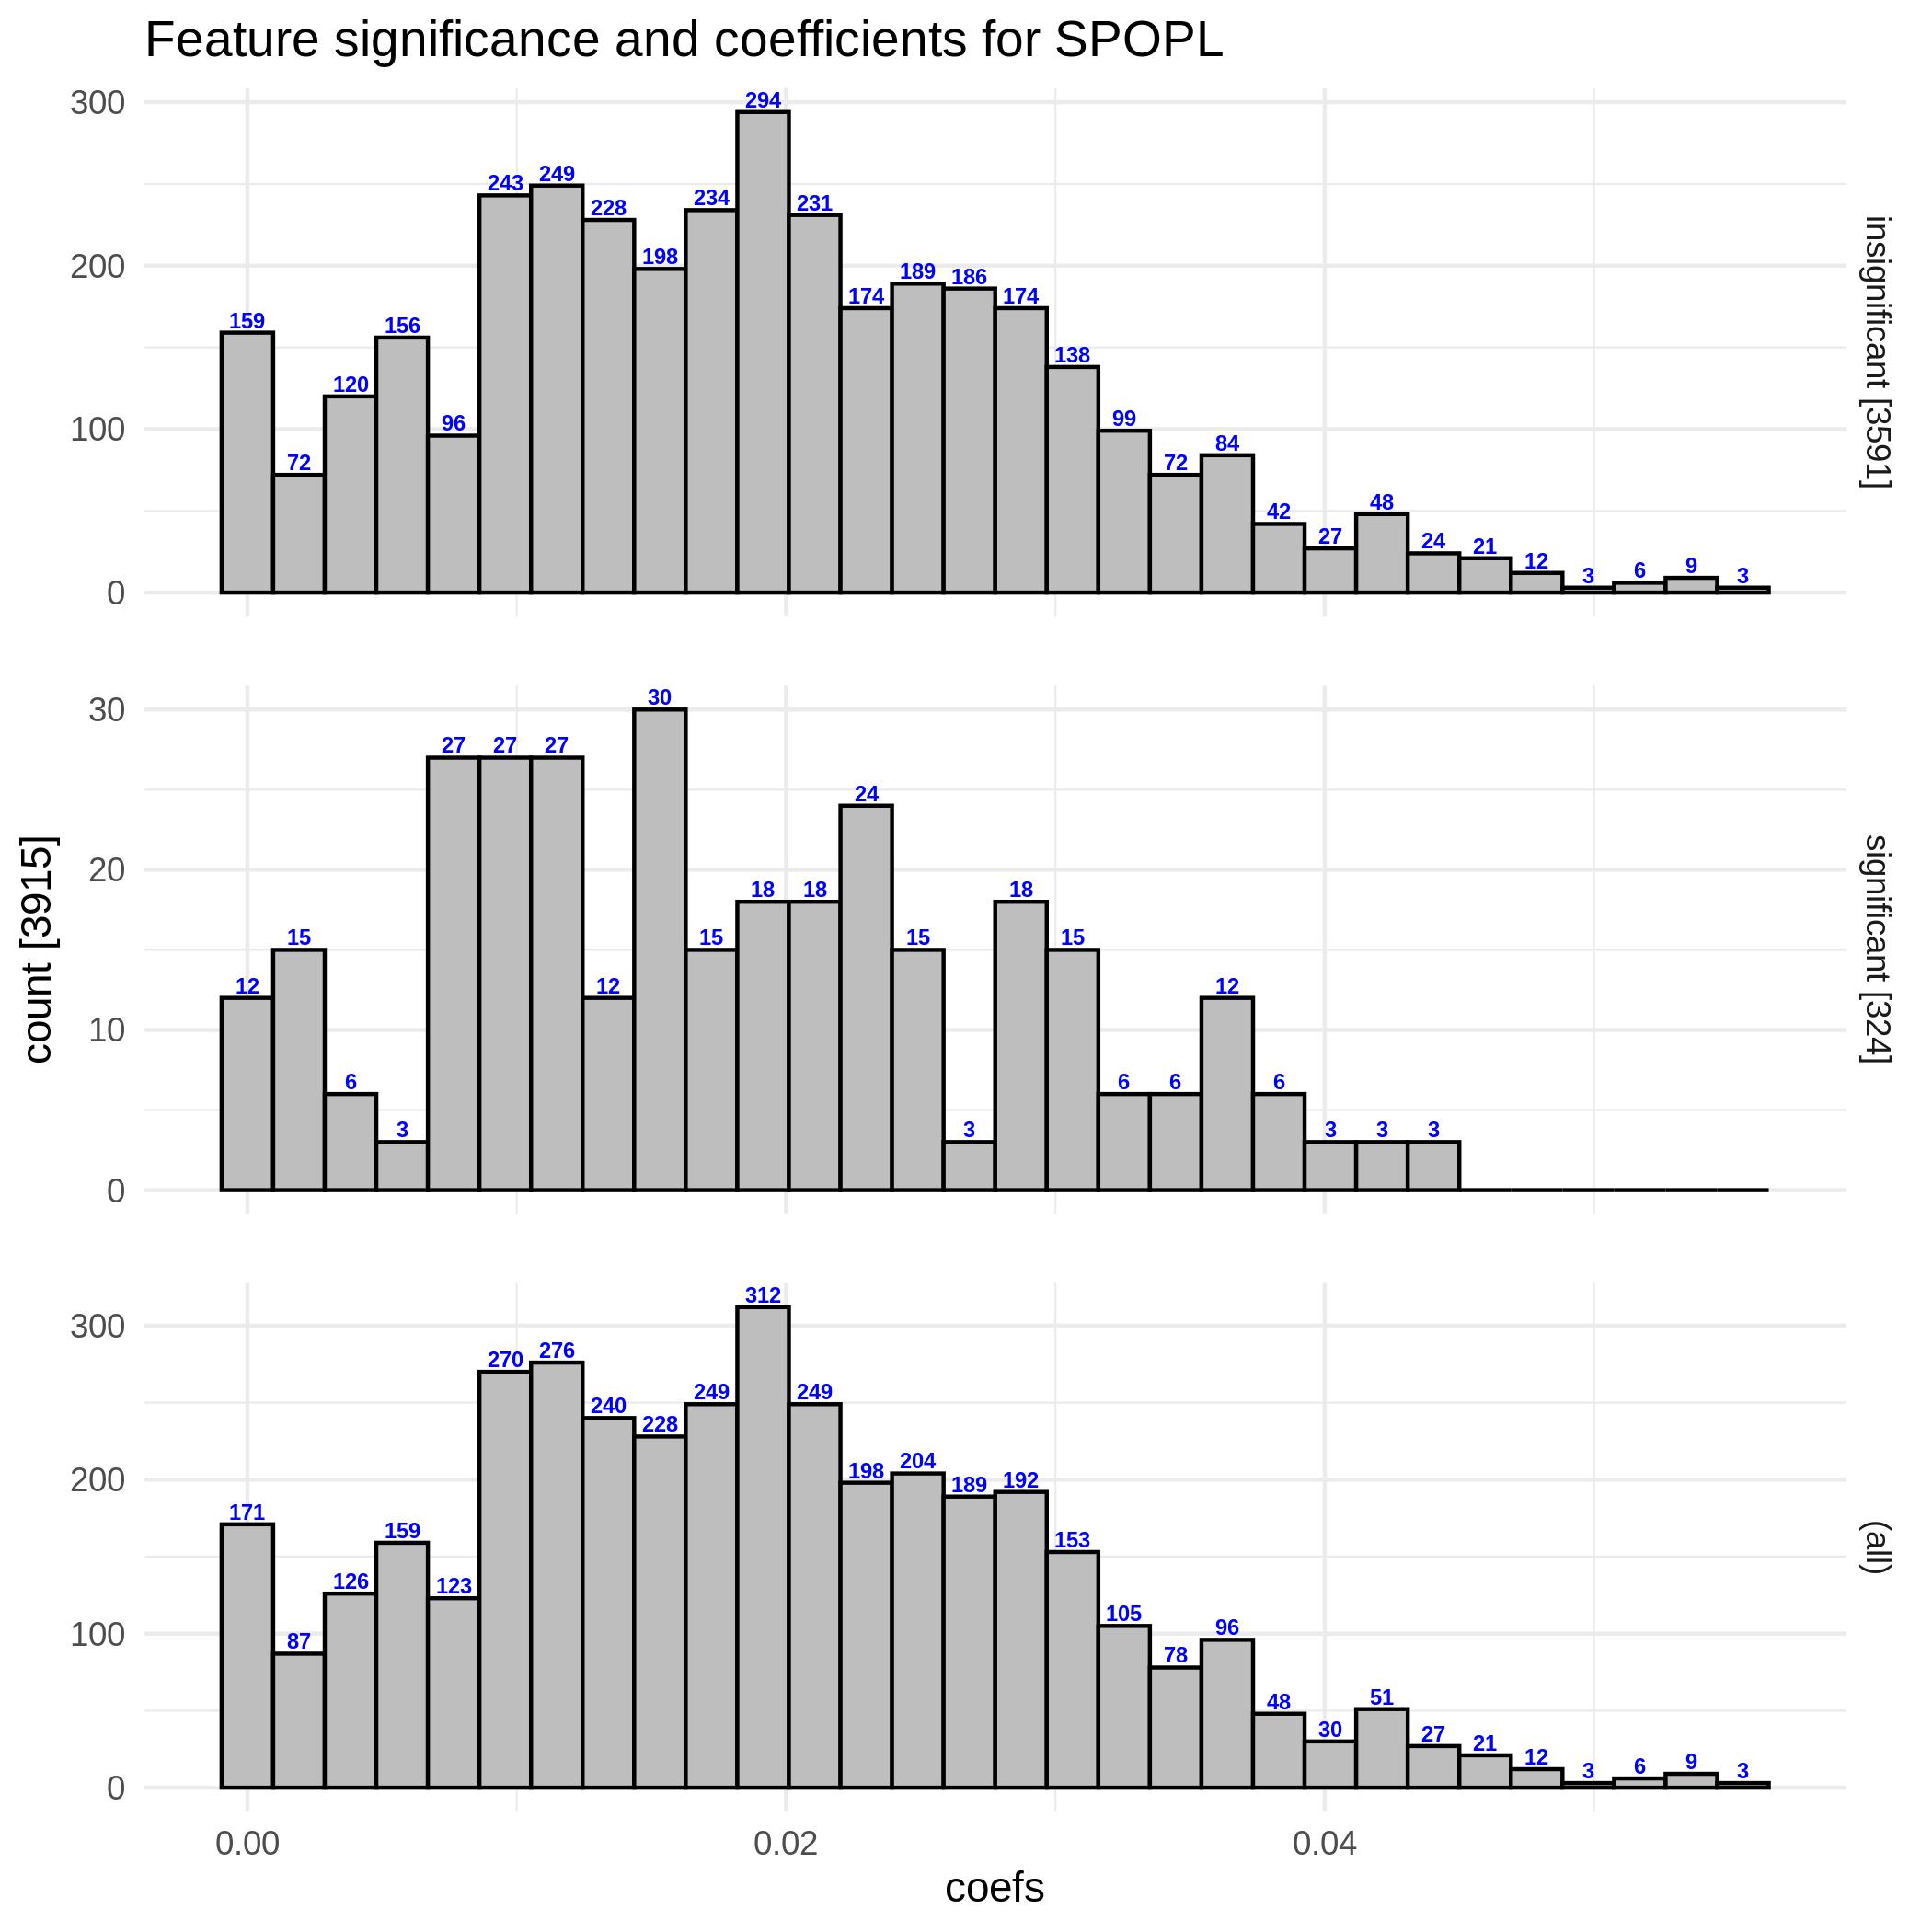 Feature significance and coefficients for SPOPL
300
200
100
0
159 72 120 156 96 243 249 228 198 234 294 231 174 189 186 174 138 99 72 84 42 27 48 24 21 12 3 6 9 3
insignificant [3591]
count [3915]
30
20
10
0
12 15 6 3 27 27 27 12 30 15 18 18 24 15 3 18 15 6 6 12 6 3 3 3
significant [324]
300
200
100
0
171 87 126 159 123 270 276 240 228 249 312 249 198 204 189 192 153 105 78 96 48 30 51 27 21 12 3 6 9 3
(all)
0.00 0.02 0.04
coefs